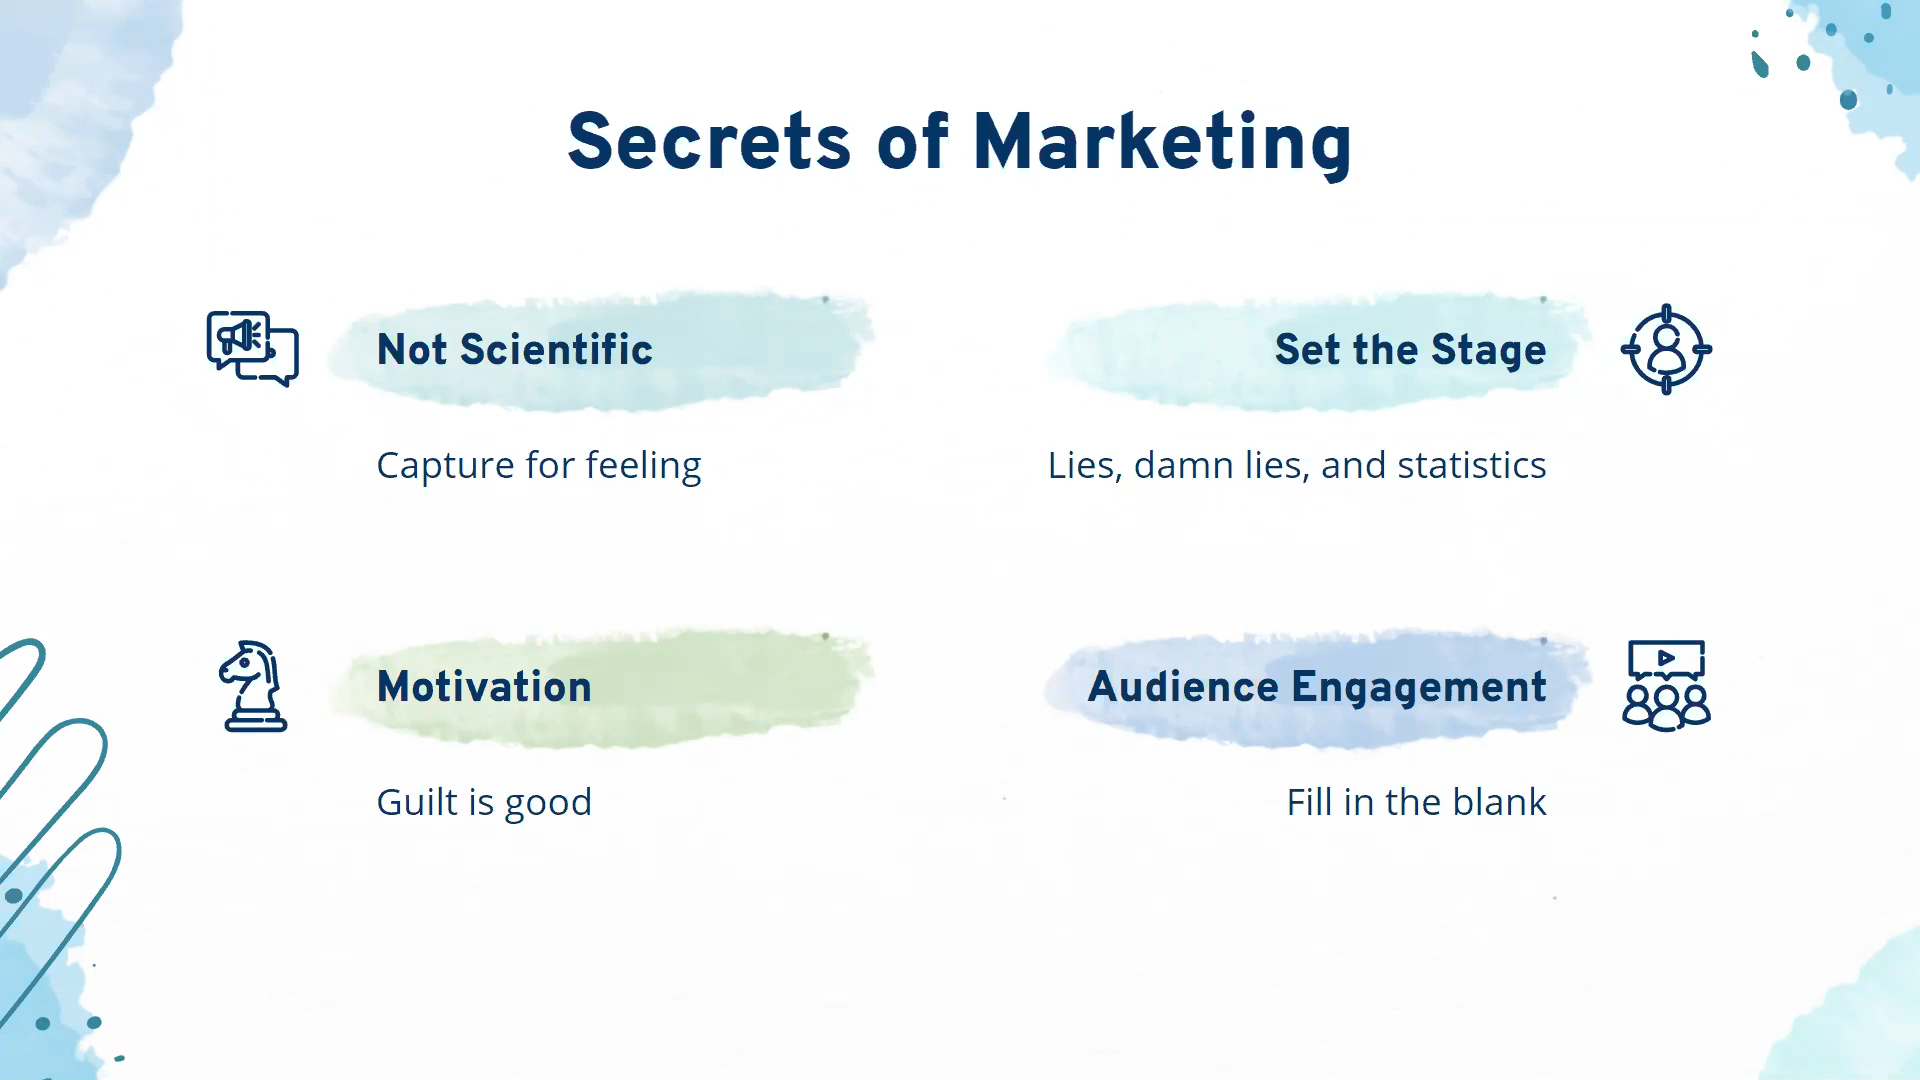 Secrets of Marketing
Not Scientific
Capture for feeling
Set the Stage
Lies, damn lies, and statistics
Motivation
Guilt is good
Audience Engagement
Fill in the blank